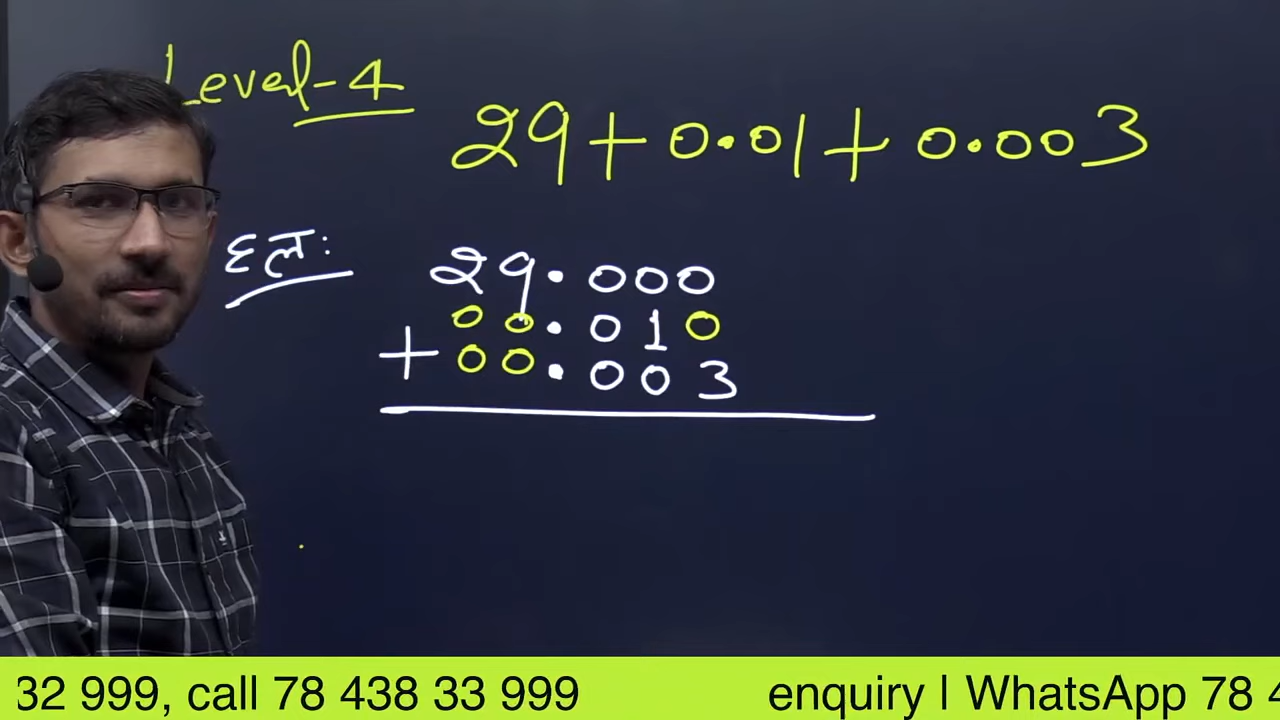 Level-4
29+0.01+0.003
हल:
29.000
00.010
+00.003
32 999, call 78 438 33 999 enquiry | WhatsApp 78 4